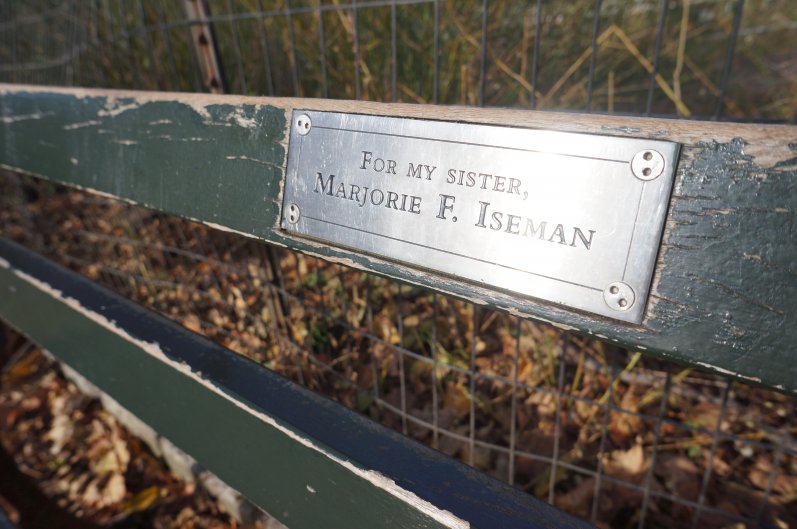 For my sister,
Marjorie F. Iseman